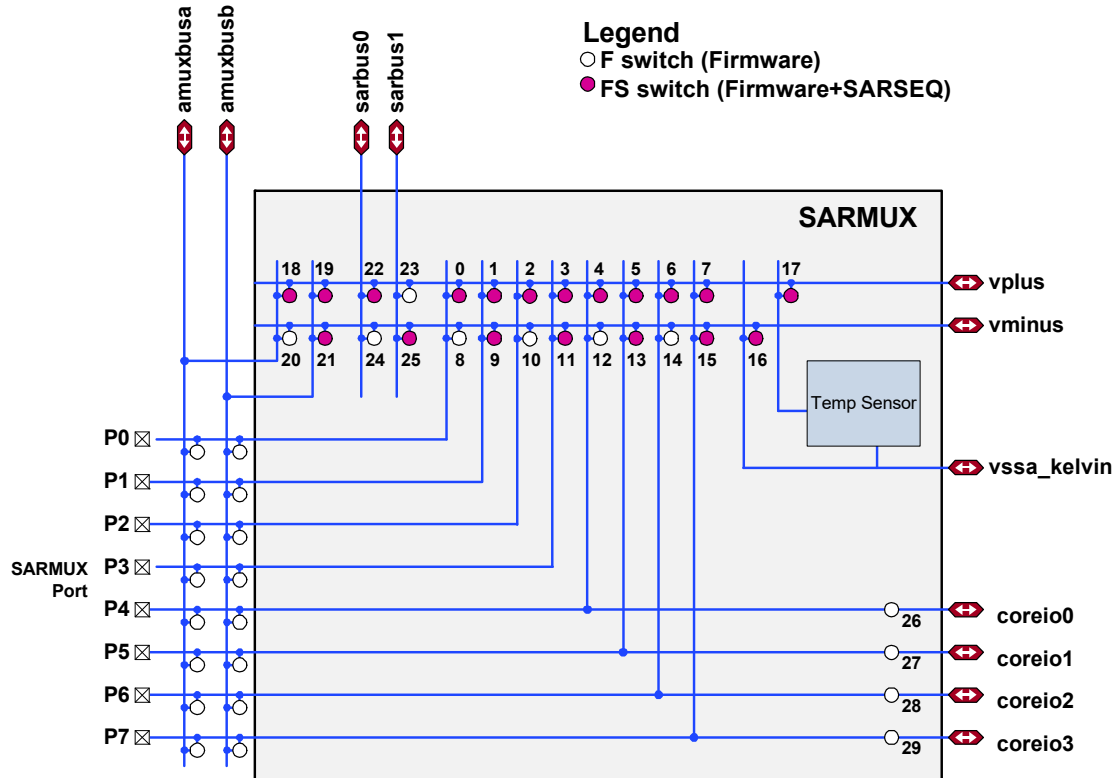 amuxbusa
amuxbusb
sarbus0
sarbus1
Legend
F switch (Firmware)
FS switch (Firmware+SARSEQ)
SARMUX
18 19 22 23 0 1 2 3 4 5 6 7 17
vplus
vminus
20 21 24 25 8 9 10 11 12 13 14 15 16
Temp Sensor
P0
vssa_kelvin
P1
P2
SARMUX
Port
P3
P4
26
coreio0
P5
27
coreio1
P6
28
coreio2
P7
29
coreio3